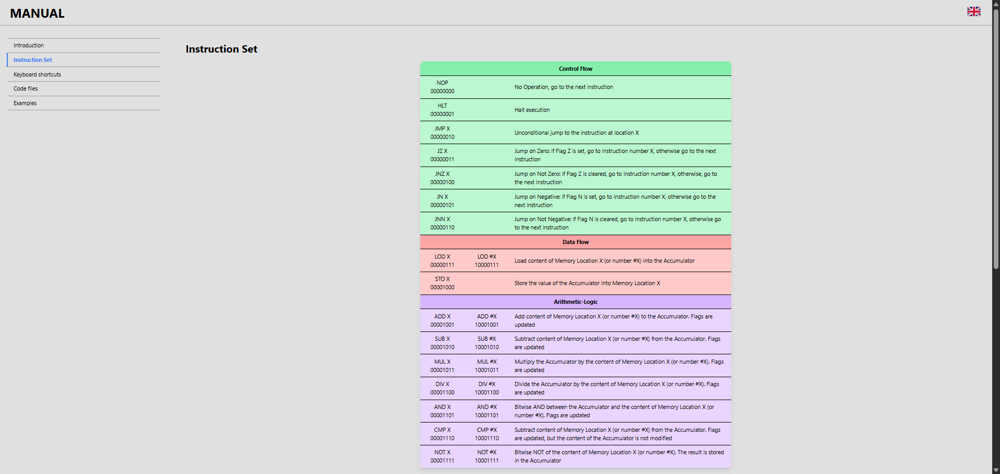 MANUAL
Introduction
Instruction Set
Keyboard shortcuts
Code files
Examples
Instruction Set
Control Flow
NOP
00000000
No Operation, go to the next instruction
HLT
00000001
Halt execution
JMP X
00000010
Unconditional jump to the instruction at location X
JZ X
00000011
Jump on Zero: if Flag Z is set, go to instruction number X, otherwise go to the next
instruction
JNZ X
00000100
Jump on Not Zero: if Flag Z is cleared, go to instruction number X, otherwise, go to
the next instruction
JN X
00000101
Jump on Negative: if Flag N is set, go to instruction number X, otherwise go to the
next instruction
JNN X
00000110
Jump on Not Negative: if Flag N is cleared, go to instruction number X, otherwise go
to the next instruction
Data Flow
LOD X
00000111
LOD #X
10000111
Load content of Memory Location X (or number #X) into the Accumulator
STO X
00001000
Store the value of the Accumulator into Memory Location X
Arithmetic-Logic
ADD X
00001001
ADD #X
10001001
Add content of Memory Location X (or number #X) to the Accumulator. Flags are
updated
SUB X
00001010
SUB #X
10001010
Subtract content of Memory Location X (or number #X) from the Accumulator. Flags
are updated
MUL X
00001011
MUL #X
10001011
Multiply the Accumulator by the content of Memory Location X (or number #X). Flags
are updated
DIV X
00001100
DIV #X
10001100
Divide the Accumulator by the content of Memory Location X (or number #X). Flags
are updated
AND X
00001101
AND #X
10001101
Bitwise AND between the Accumulator and the content of Memory Location X (or
number #X). Flags are updated
CMP X
00001110
CMP #X
10001110
Subtract content of Memory Location X (or number #X) from the Accumulator. Flags
are updated, but the content of the Accumulator is not modified
NOT X
00001111
NOT #X
10001111
Bitwise NOT of the content of Memory Location X (or number #X). The result is stored
in the Accumulator